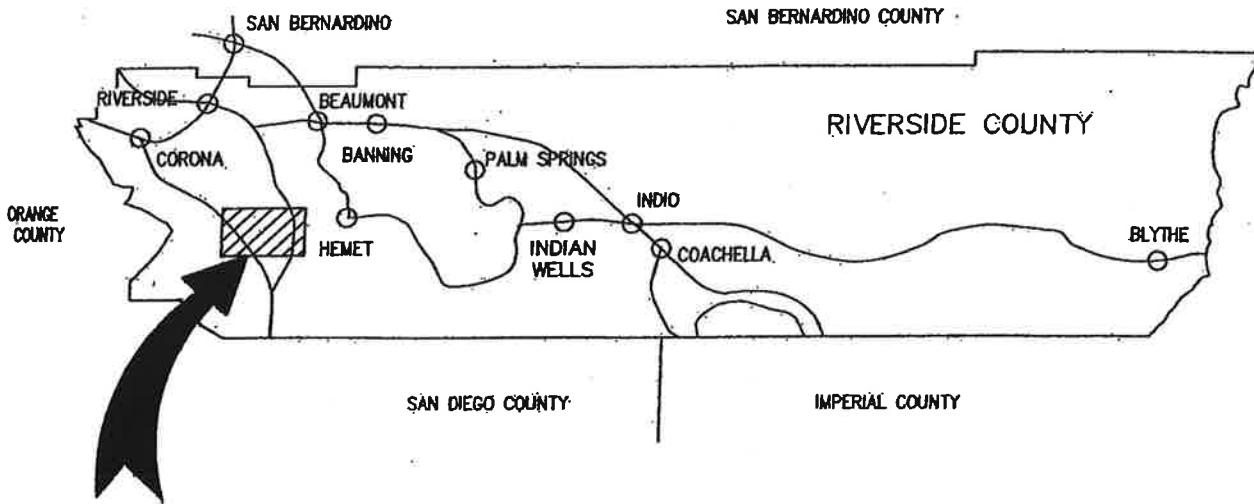 SAN BERNARDINO
SAN BERNARDINO COUNTY
RIVERSIDE
BEAUMONT
RIVERSIDE COUNTY
CORONA
BANNING
PALM SPRINGS
ORANGE
COUNTY
HEMET
INDIO
INDIAN
WELLS
COACHELLA
BLYTHE
SAN DIEGO COUNTY
IMPERIAL COUNTY